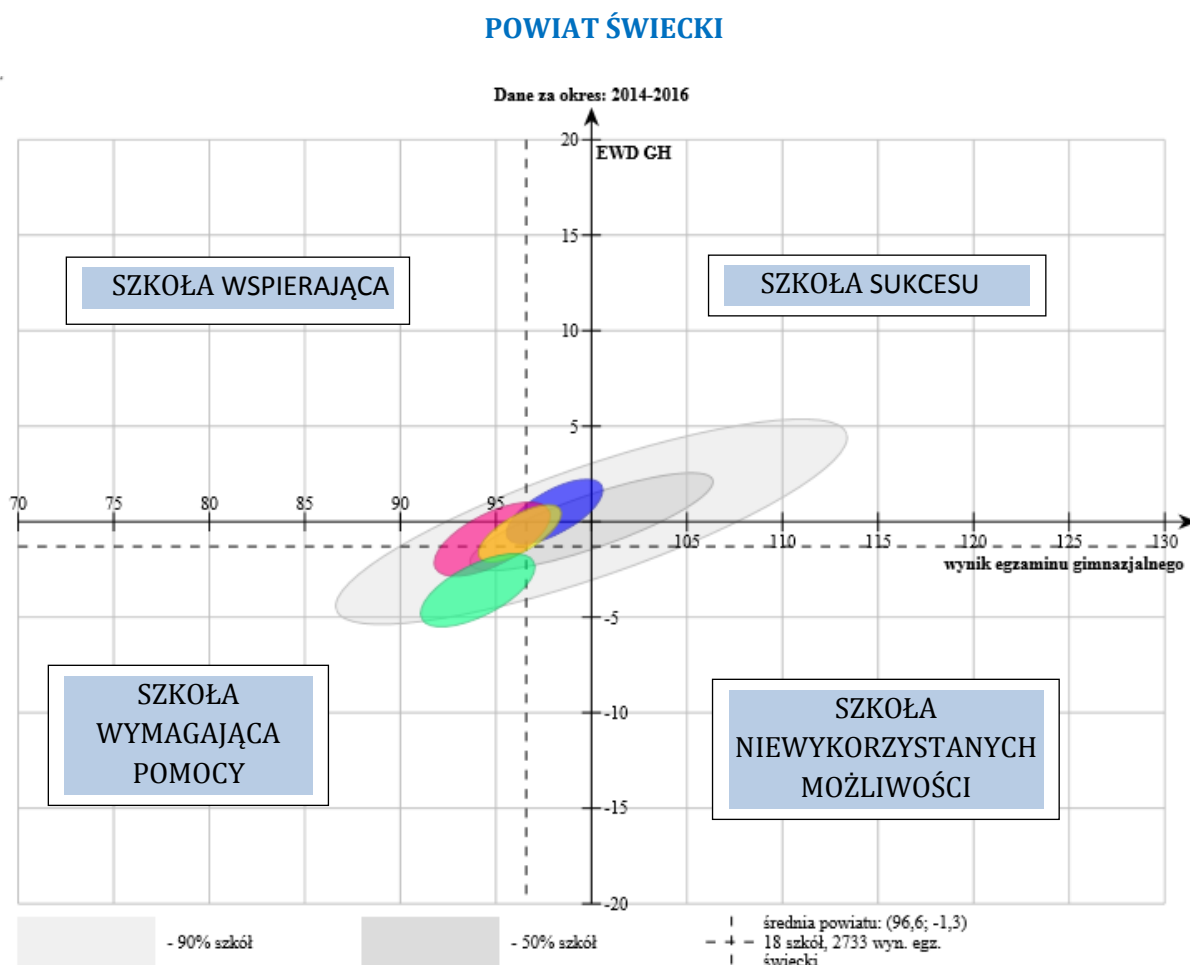 POWIAT ŚWIECKI
Dane za okres: 2014-2016
20
EWD GH
15
SZKOŁA WSPIERAJĄCA
SZKOŁA SUKCESU
10
5
70 75 80 85 90 95
105 110 115 120 125 130
wynik egzaminu gimnazjalnego
-5
SZKOŁA
WYMAGAJĄCA
POMOCY
-10
SZKOŁA
NIEWYKORZYSTANYCH
MOŻLIWOŚCI
-15
-20
- 90% szkół
- 50% szkół
średnia powiatu: (96,6; -1,3)
18 szkół, 2733 wyn. egz.
świecki